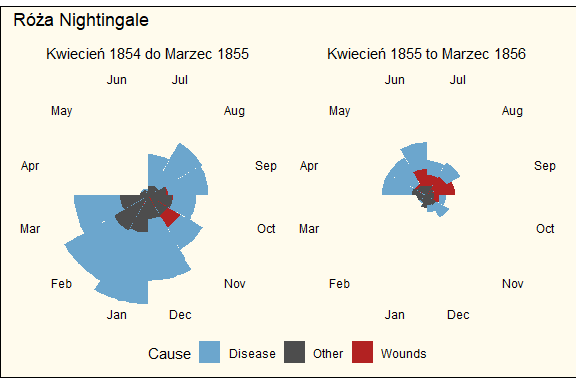 Róża Nightingale
Kwiecień 1854 do Marzec 1855
Kwiecień 1855 to Marzec 1856
Jun Jul
May Aug
Apr Sep
Mar Oct
Feb Nov
Jan Dec
Jun Jul
May Aug
Apr Sep
Mar Oct
Feb Nov
Jan Dec
Cause Disease Other Wounds